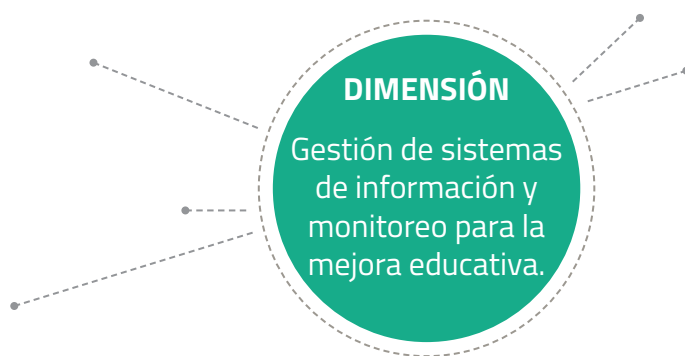 DIMENSIÓN
Gestión de sistemas
de información y
monitoreo para la
mejora educativa.